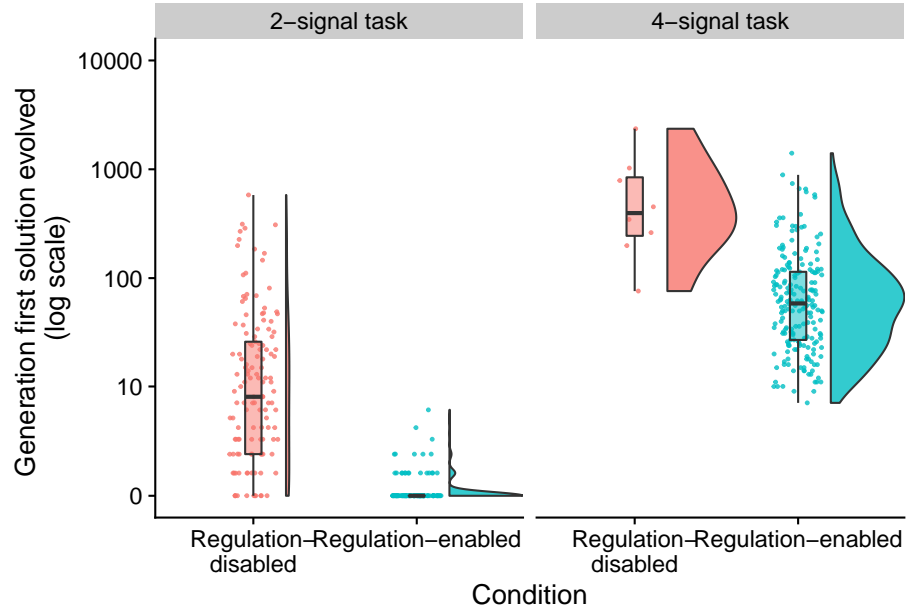 2−signal task
4−signal task
Generation first solution evolved
(log scale)
10000
1000
100
10
0
Regulation−
disabled
Regulation−enabled
Regulation−
disabled
Regulation−enabled
Condition